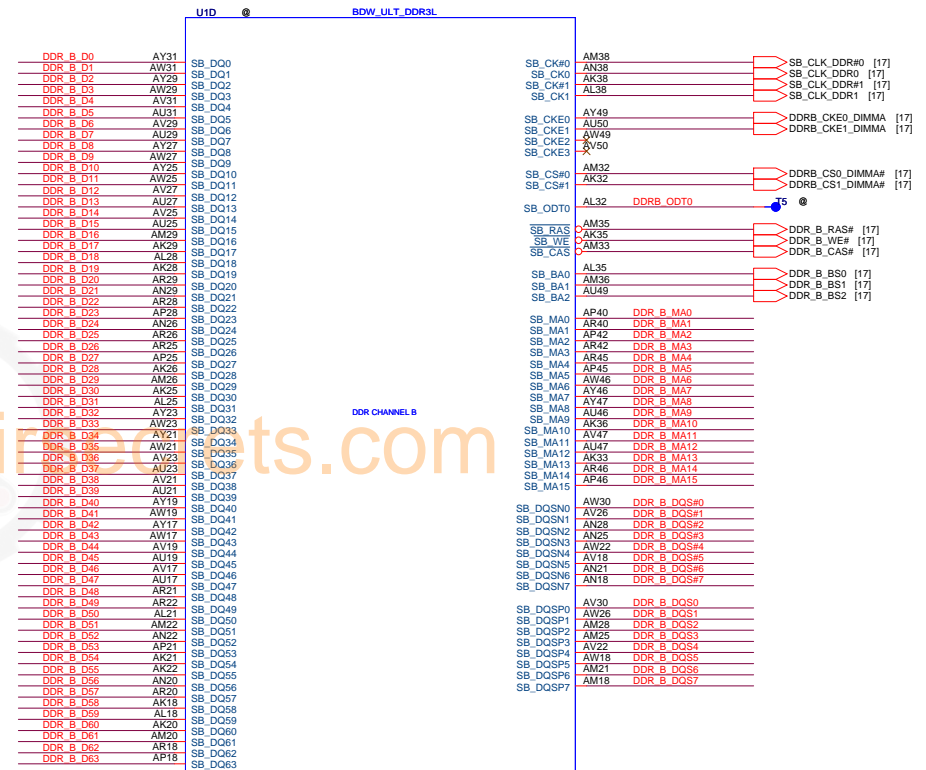 U1D @ BDW_ULT_DDR3L
DDR_B_D0 AY31 SB_DQ0
DDR_B_D1 AW31 SB_DQ1
DDR_B_D2 AY29 SB_DQ2
DDR_B_D3 AW29 SB_DQ3
DDR_B_D4 AV31 SB_DQ4
DDR_B_D5 AU31 SB_DQ5
DDR_B_D6 AV29 SB_DQ6
DDR_B_D7 AU29 SB_DQ7
DDR_B_D8 AY27 SB_DQ8
DDR_B_D9 AW27 SB_DQ9
DDR_B_D10 AY25 SB_DQ10
DDR_B_D11 AW25 SB_DQ11
DDR_B_D12 AV27 SB_DQ12
DDR_B_D13 AU27 SB_DQ13
DDR_B_D14 AV25 SB_DQ14
DDR_B_D15 AU25 SB_DQ15
DDR_B_D16 AM29 SB_DQ16
DDR_B_D17 AK29 SB_DQ17
DDR_B_D18 AL28 SB_DQ18
DDR_B_D19 AK28 SB_DQ19
DDR_B_D20 AR29 SB_DQ20
DDR_B_D21 AN29 SB_DQ21
DDR_B_D22 AR28 SB_DQ22
DDR_B_D23 AP28 SB_DQ23
DDR_B_D24 AN26 SB_DQ24
DDR_B_D25 AR26 SB_DQ25
DDR_B_D26 AR25 SB_DQ26
DDR_B_D27 AP25 SB_DQ27
DDR_B_D28 AK26 SB_DQ28
DDR_B_D29 AM26 SB_DQ29
DDR_B_D30 AK25 SB_DQ30
DDR_B_D31 AL25 SB_DQ31
DDR_B_D32 AY23 SB_DQ32
DDR_B_D33 AW23 SB_DQ33
DDR_B_D34 AY21 SB_DQ34
DDR_B_D35 AW21 SB_DQ35
DDR_B_D36 AV23 SB_DQ36
DDR_B_D37 AU23 SB_DQ37
DDR_B_D38 AV21 SB_DQ38
DDR_B_D39 AU21 SB_DQ39
DDR_B_D40 AY19 SB_DQ40
DDR_B_D41 AW19 SB_DQ41
DDR_B_D42 AY17 SB_DQ42
DDR_B_D43 AW17 SB_DQ43
DDR_B_D44 AV19 SB_DQ44
DDR_B_D45 AU19 SB_DQ45
DDR_B_D46 AV17 SB_DQ46
DDR_B_D47 AU17 SB_DQ47
DDR_B_D48 AR21 SB_DQ48
DDR_B_D49 AR22 SB_DQ49
DDR_B_D50 AL21 SB_DQ50
DDR_B_D51 AM22 SB_DQ51
DDR_B_D52 AN22 SB_DQ52
DDR_B_D53 AP21 SB_DQ53
DDR_B_D54 AK21 SB_DQ54
DDR_B_D55 AK22 SB_DQ55
DDR_B_D56 AN20 SB_DQ56
DDR_B_D57 AR20 SB_DQ57
DDR_B_D58 AK18 SB_DQ58
DDR_B_D59 AL18 SB_DQ59
DDR_B_D60 AK20 SB_DQ60
DDR_B_D61 AM20 SB_DQ61
DDR_B_D62 AR18 SB_DQ62
DDR_B_D63 AP18 SB_DQ63
DDR CHANNEL B
SB_CK#0 AM38 SB_CLK_DDR#0 [17]
SB_CK0 AN38 SB_CLK_DDR0 [17]
SB_CK#1 AK38 SB_CLK_DDR#1 [17]
SB_CK1 AL38 SB_CLK_DDR1 [17]
SB_CKE0 AY49 DDRB_CKE0_DIMMA [17]
SB_CKE1 AU50 DDRB_CKE1_DIMMA [17]
SB_CKE2 AW49
SB_CKE3 AV50
SB_CS#0 AM32 DDRB_CS0_DIMMA# [17]
SB_CS#1 AK32 DDRB_CS1_DIMMA# [17]
SB_ODT0 AL32 DDRB_ODT0 T5 @
SB_RAS AM35 DDR_B_RAS# [17]
SB_WE AK35 DDR_B_WE# [17]
SB_CAS AM33 DDR_B_CAS# [17]
SB_BA0 AL35 DDR_B_BS0 [17]
SB_BA1 AM36 DDR_B_BS1 [17]
SB_BA2 AU49 DDR_B_BS2 [17]
SB_MA0 AP40 DDR_B_MA0
SB_MA1 AR40 DDR_B_MA1
SB_MA2 AP42 DDR_B_MA2
SB_MA3 AR42 DDR_B_MA3
SB_MA4 AR45 DDR_B_MA4
SB_MA5 AP45 DDR_B_MA5
SB_MA6 AW46 DDR_B_MA6
SB_MA7 AY46 DDR_B_MA7
SB_MA8 AY47 DDR_B_MA8
SB_MA9 AU46 DDR_B_MA9
SB_MA10 AK36 DDR_B_MA10
SB_MA11 AV47 DDR_B_MA11
SB_MA12 AU47 DDR_B_MA12
SB_MA13 AK33 DDR_B_MA13
SB_MA14 AR46 DDR_B_MA14
SB_MA15 AP46 DDR_B_MA15
SB_DQSN0 AW30 DDR_B_DQS#0
SB_DQSN1 AV26 DDR_B_DQS#1
SB_DQSN2 AN28 DDR_B_DQS#2
SB_DQSN3 AN25 DDR_B_DQS#3
SB_DQSN4 AW22 DDR_B_DQS#4
SB_DQSN5 AV18 DDR_B_DQS#5
SB_DQSN6 AN21 DDR_B_DQS#6
SB_DQSN7 AN18 DDR_B_DQS#7
SB_DQSP0 AV30 DDR_B_DQS0
SB_DQSP1 AW26 DDR_B_DQS1
SB_DQSP2 AM28 DDR_B_DQS2
SB_DQSP3 AM25 DDR_B_DQS3
SB_DQSP4 AV22 DDR_B_DQS4
SB_DQSP5 AW18 DDR_B_DQS5
SB_DQSP6 AM21 DDR_B_DQS6
SB_DQSP7 AM18 DDR_B_DQS7
irsecrets.com